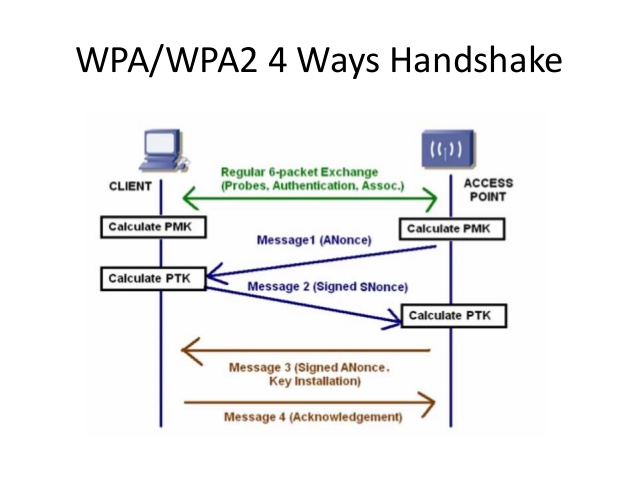 WPA/WPA2 4 Ways Handshake
Regular 6-packet Exchange
(Probes, Authentication, Assoc.)
CLIENT
ACCESS
POINT
Calculate PMK
Calculate PMK
Message1 (ANonce)
Calculate PTK
Message 2 (Signed SNonce)
Calculate PTK
Message 3 (Signed ANonce.
Key Installation)
Message 4 (Acknowledgement)